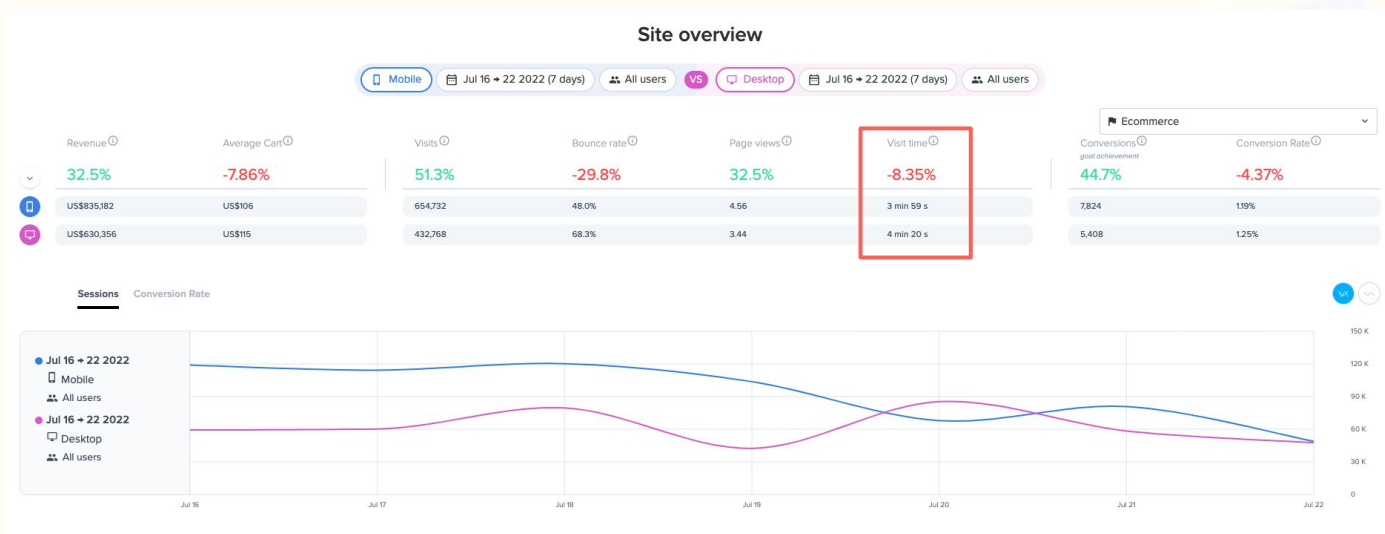 Site overview
Mobile Jul 16 → 22 2022 (7 days) All users VS Desktop Jul 16 → 22 2022 (7 days) All users
Ecommerce
Revenue Average Cart Visits Bounce rate Page views Visit time Conversions Conversion Rate
goal achievement
32.5% -7.86% 51.3% -29.8% 32.5% -8.35% 44.7% -4.37%
US$835,182 US$106 654,732 48.0% 4.56 3 min 59 s 7,824 1.19%
US$630,356 US$115 432,768 68.3% 3.44 4 min 20 s 5,408 1.25%
Sessions Conversion Rate
150 K
Jul 16 → 22 2022
Mobile
120 K
All users
90 K
Jul 16 → 22 2022
60 K
Desktop
All users
30 K
0
Jul 16 Jul 17 Jul 18 Jul 19 Jul 20 Jul 21 Jul 22